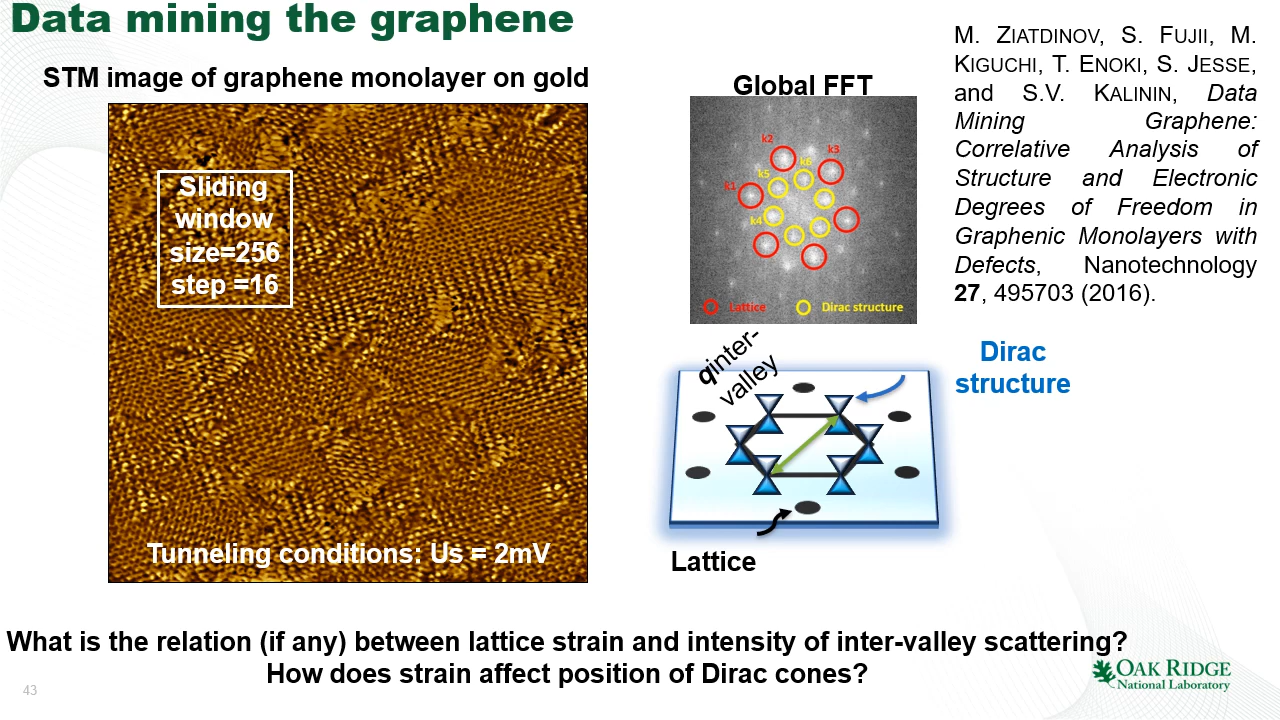 Data mining the graphene
STM image of graphene monolayer on gold
Sliding
window
size=256
step =16
Tunneling conditions: Us = 2mV
Global FFT
k2
k3
k6
k5
k1
k4
Lattice
Dirac structure
M. ZIATDINOV, S. FUJII, M.
KIGUCHI, T. ENOKI, S. JESSE,
and S.V. KALININ, Data
Mining Graphene:
Correlative Analysis of
Structure and Electronic
Degrees of Freedom in
Graphenic Monolayers with
Defects, Nanotechnology
27, 495703 (2016).
qinter-
valley
Dirac
structure
Lattice
What is the relation (if any) between lattice strain and intensity of inter-valley scattering?
How does strain affect position of Dirac cones?
43
OAK RIDGE
National Laboratory